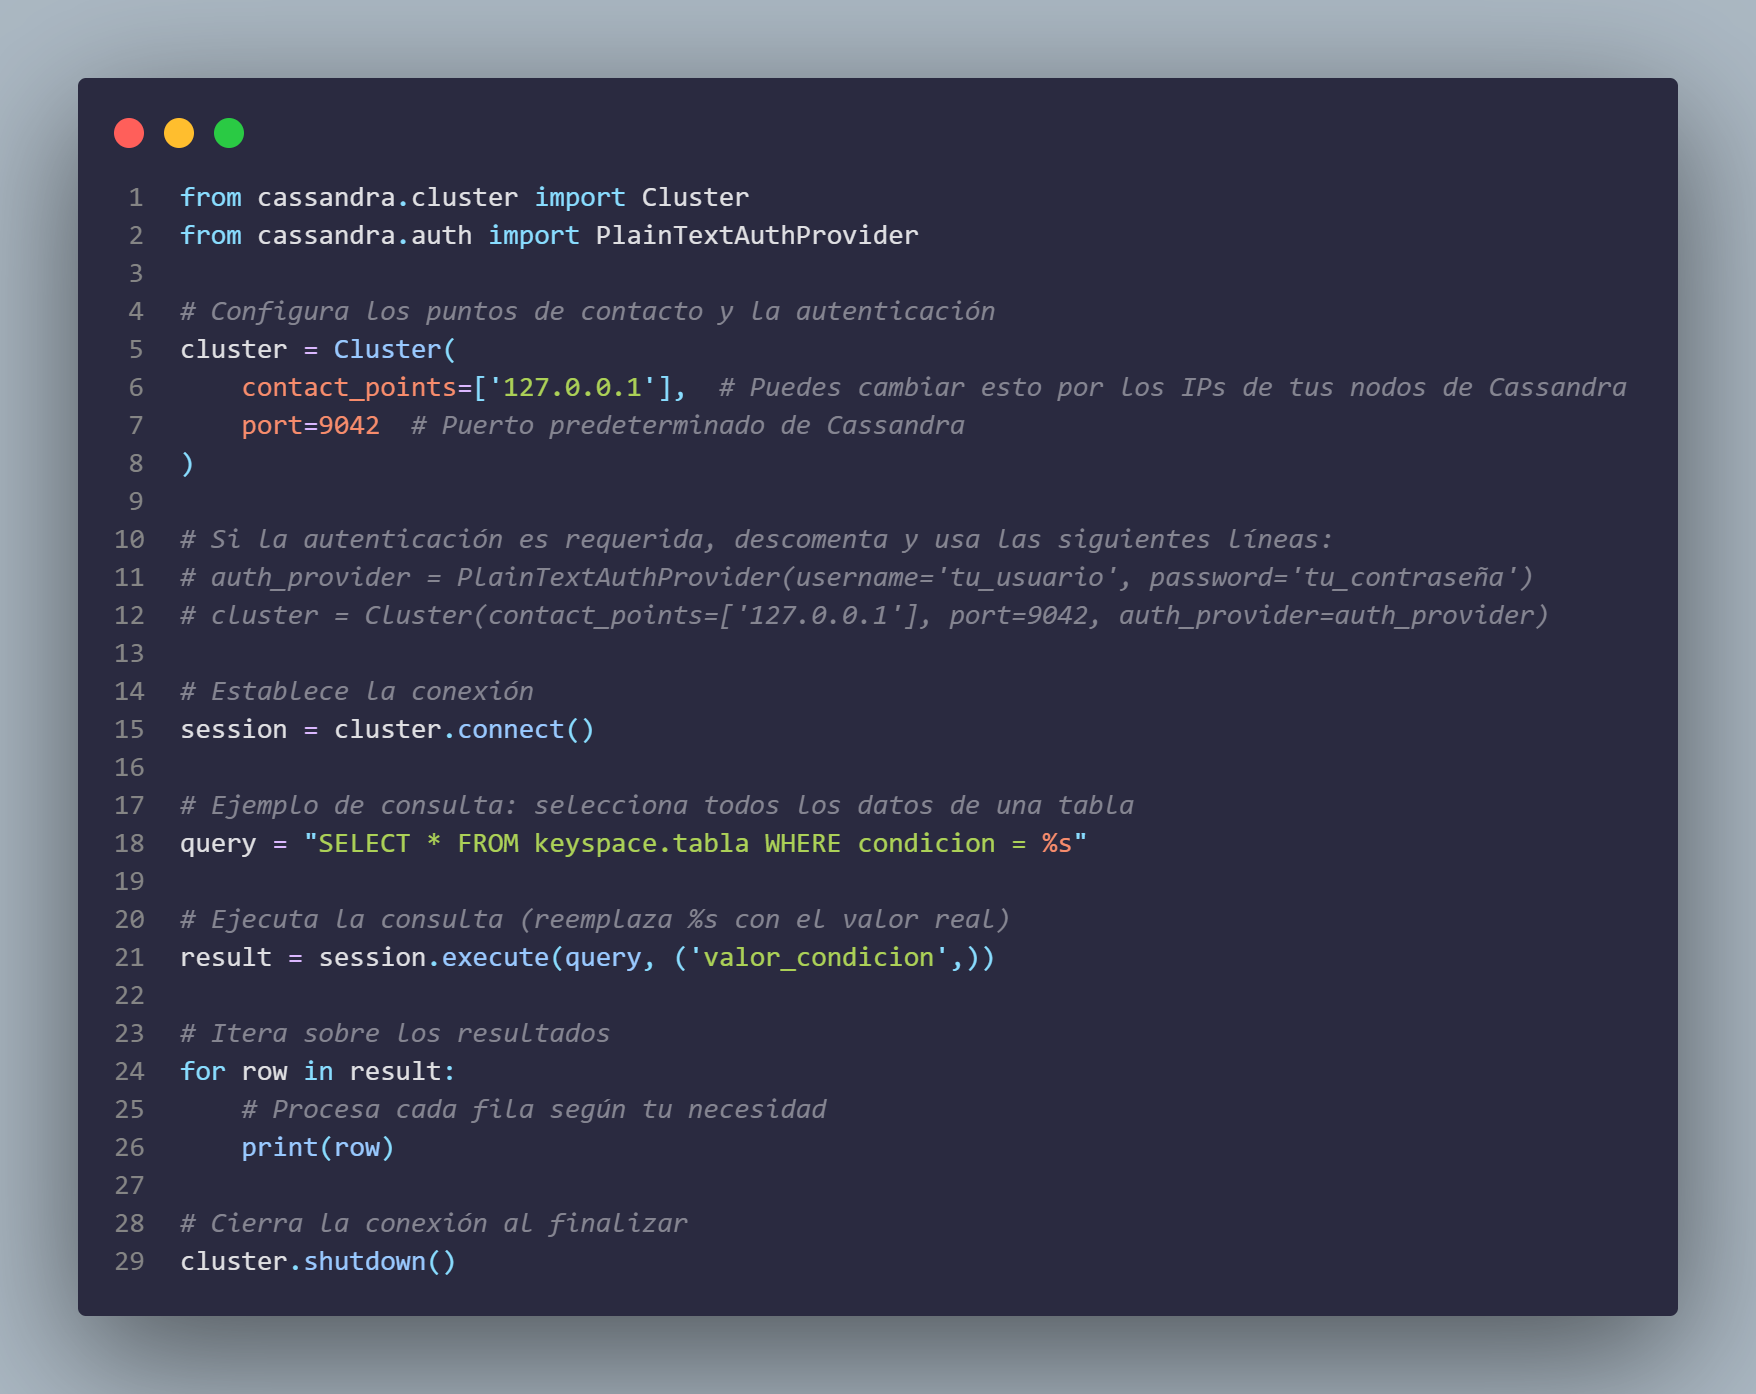 1 from cassandra.cluster import Cluster
2 from cassandra.auth import PlainTextAuthProvider
3
4 # Configura los puntos de contacto y la autenticación
5 cluster = Cluster(
6     contact_points=['127.0.0.1'],  # Puedes cambiar esto por los IPs de tus nodos de Cassandra
7     port=9042  # Puerto predeterminado de Cassandra
8 )
9
10 # Si la autenticación es requerida, descomenta y usa las siguientes líneas:
11 # auth_provider = PlainTextAuthProvider(username='tu_usuario', password='tu_contraseña')
12 # cluster = Cluster(contact_points=['127.0.0.1'], port=9042, auth_provider=auth_provider)
13
14 # Establece la conexión
15 session = cluster.connect()
16
17 # Ejemplo de consulta: selecciona todos los datos de una tabla
18 query = "SELECT * FROM keyspace.tabla WHERE condicion = %s"
19
20 # Ejecuta la consulta (reemplaza %s con el valor real)
21 result = session.execute(query, ('valor_condicion',))
22
23 # Itera sobre los resultados
24 for row in result:
25     # Procesa cada fila según tu necesidad
26     print(row)
27
28 # Cierra la conexión al finalizar
29 cluster.shutdown()